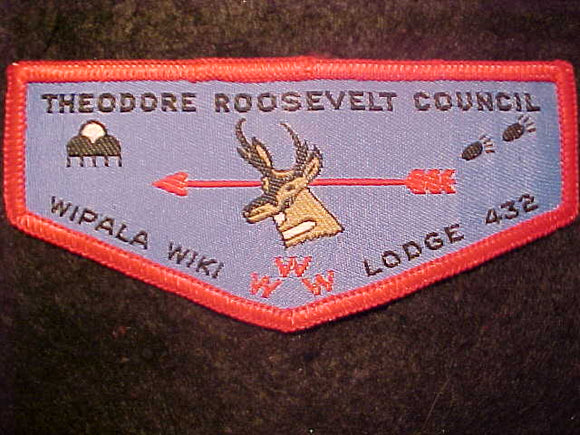 THEODORE ROOSEVELT COUNCIL
WIPALA WIKI
LODGE 432
WWW